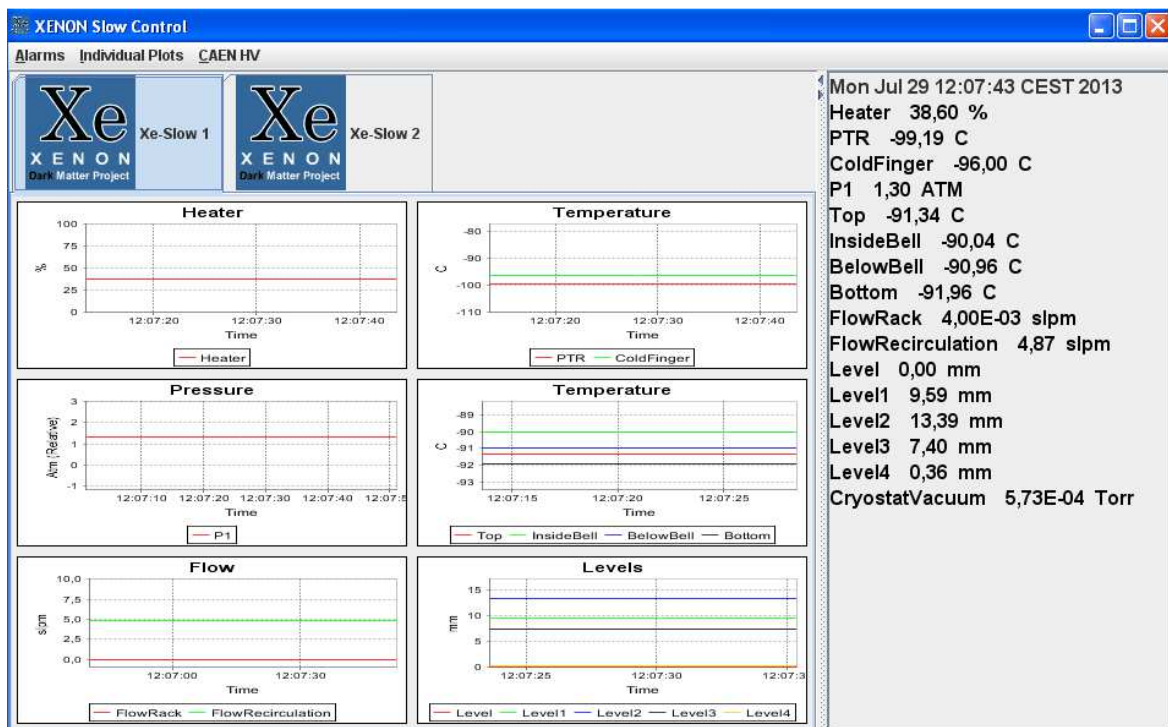 XENON Slow Control
Alarms Individual Plots CAEN HV
Xe
XENON
Dark Matter Project
Xe-Slow 1
Xe
XENON
Dark Matter Project
Xe-Slow 2
Heater
100
75
50
25
0
%
12:07:20 12:07:30 12:07:40
Time
Heater
Temperature
-80
-90
-100
-110
C
12:07:20 12:07:30 12:07:40
Time
PTR ColdFinger
Pressure
3
2
1
0
-1
Atm (Relative)
12:07:10 12:07:20 12:07:30 12:07:40 12:07:5
Time
P1
Temperature
-89
-90
-91
-92
-93
C
12:07:15 12:07:20 12:07:25
Time
Top InsideBell BelowBell Bottom
Flow
10,0
7,5
5,0
2,5
0,0
slpm
12:07:00 12:07:30
Time
FlowRack FlowRecirculation
Levels
15
10
5
0
mm
12:07:25 12:07:30 12:07:3
Time
Level Level1 Level2 Level3 Level4
Mon Jul 29 12:07:43 CEST 2013
Heater 38,60 %
PTR -99,19 C
ColdFinger -96,00 C
P1 1,30 ATM
Top -91,34 C
InsideBell -90,04 C
BelowBell -90,96 C
Bottom -91,96 C
FlowRack 4,00E-03 slpm
FlowRecirculation 4,87 slpm
Level 0,00 mm
Level1 9,59 mm
Level2 13,39 mm
Level3 7,40 mm
Level4 0,36 mm
CryostatVacuum 5,73E-04 Torr